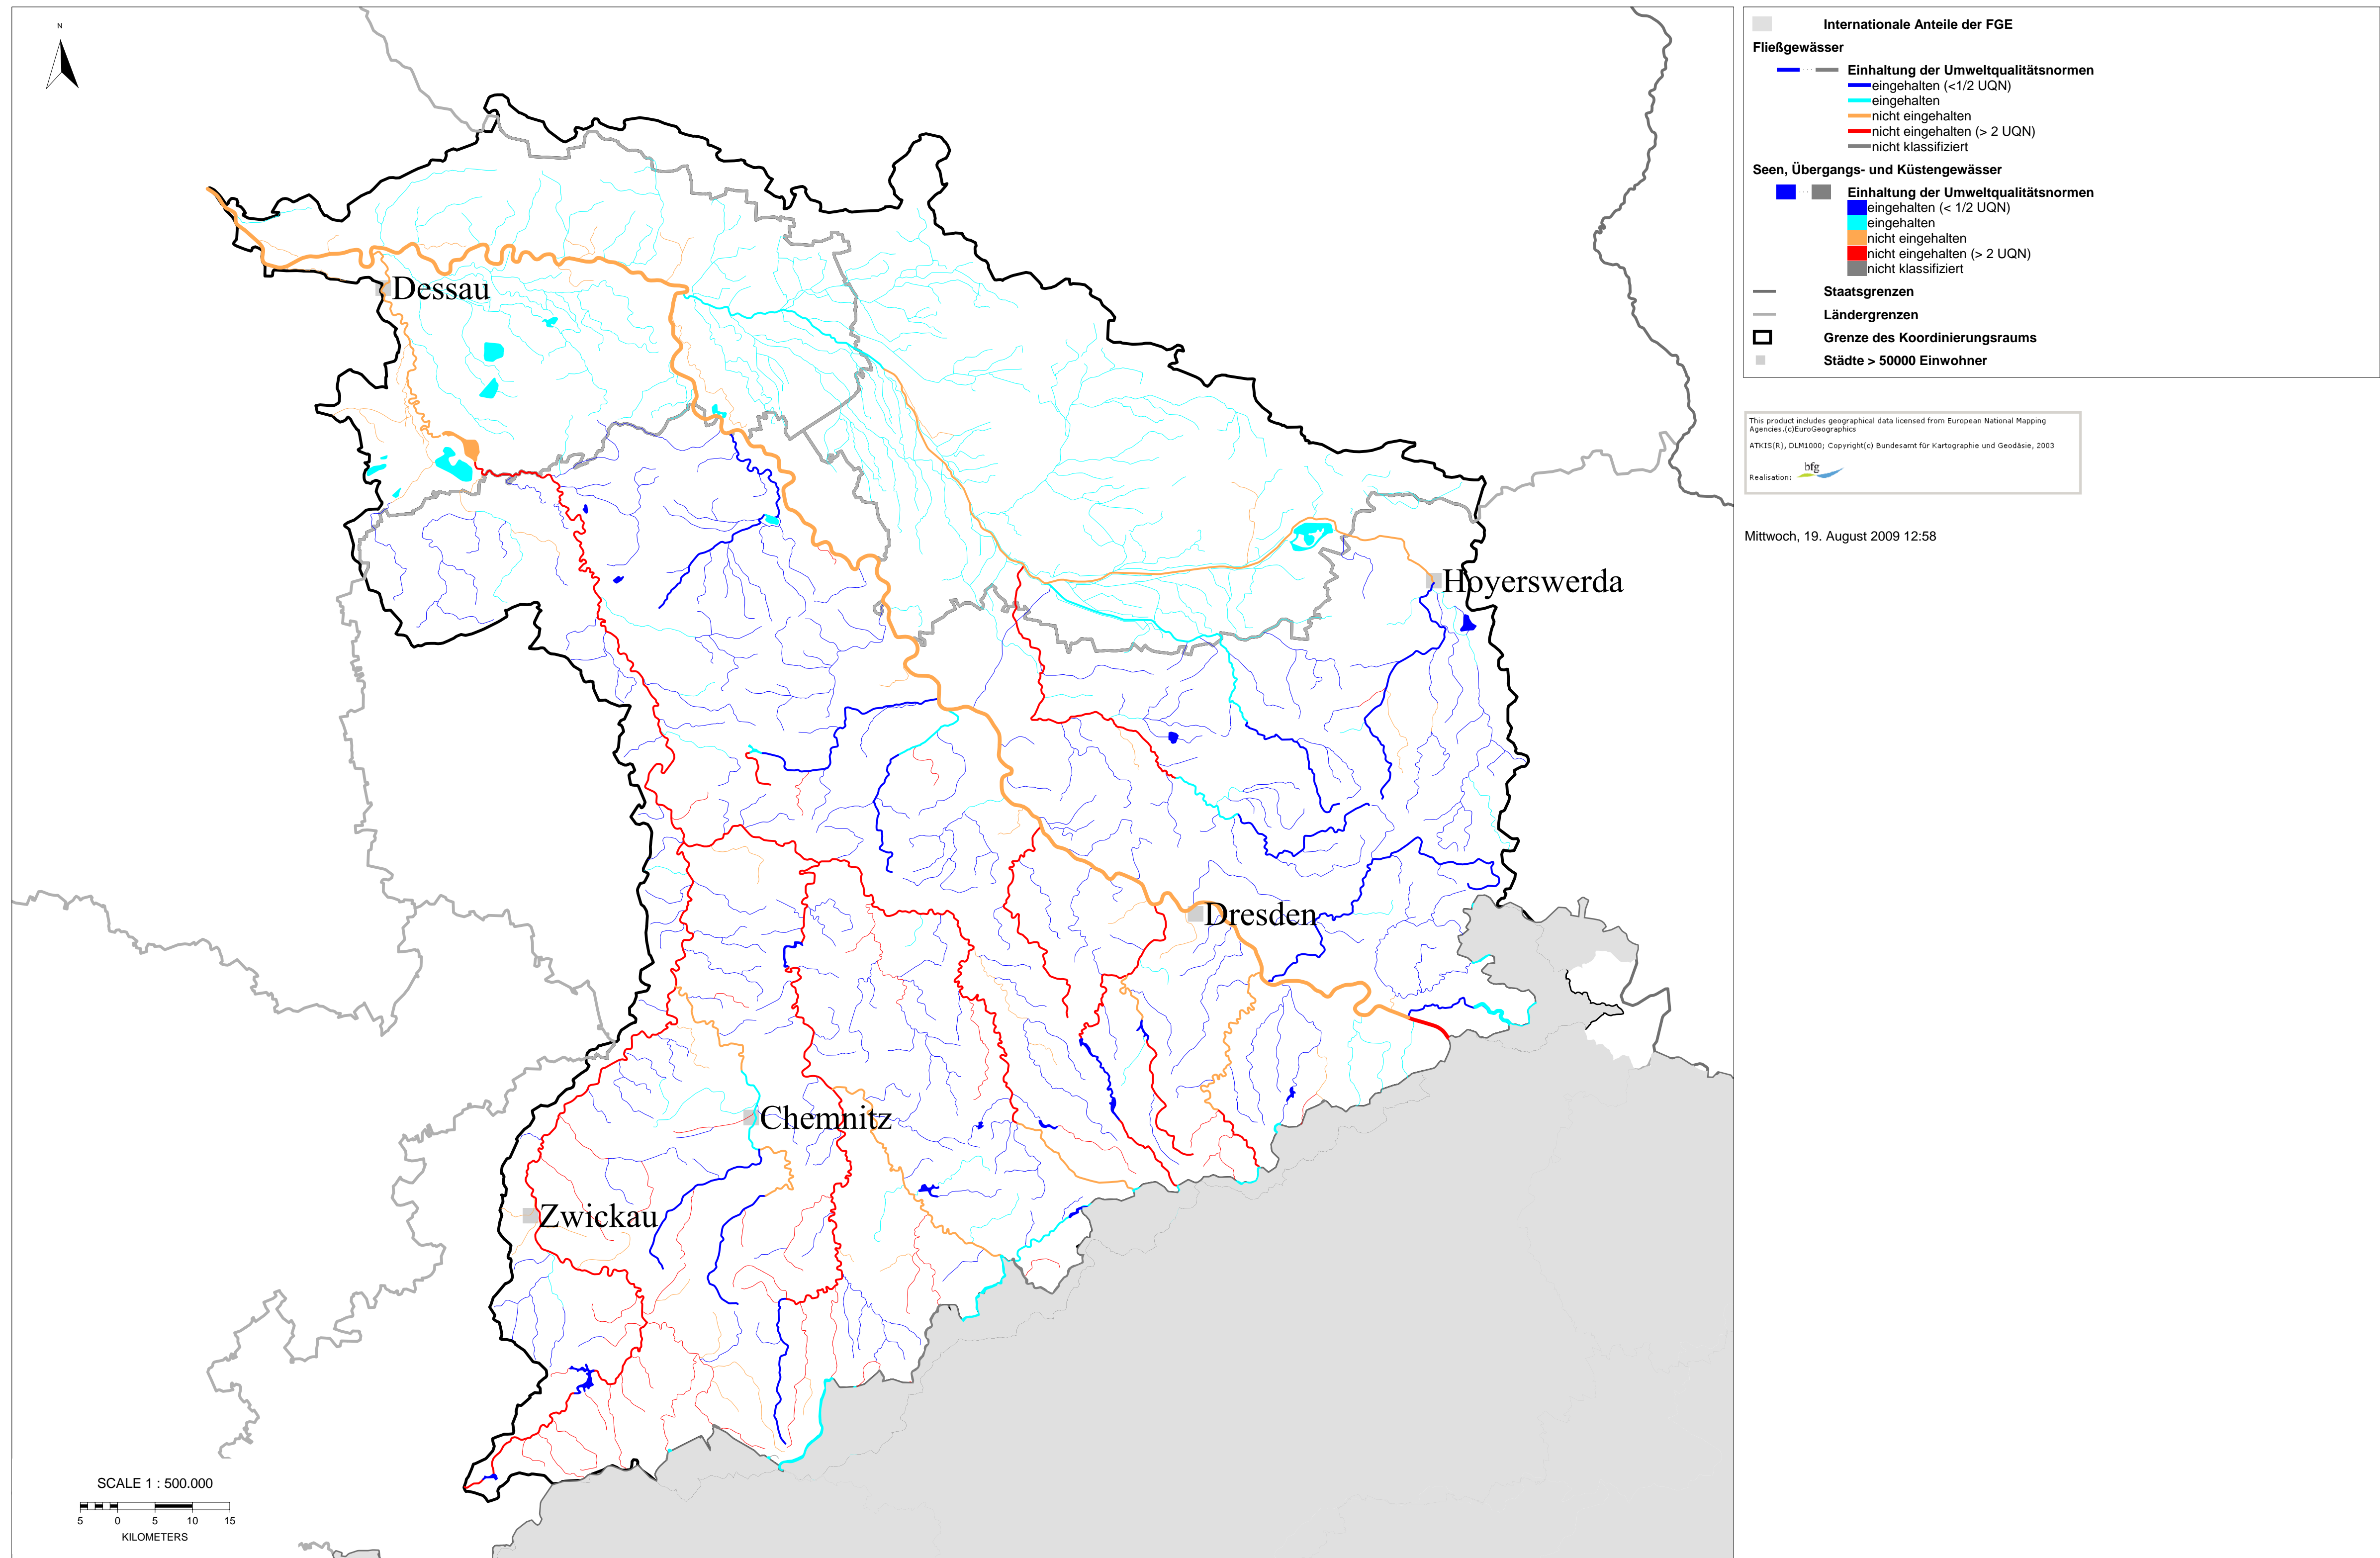 N
Dessau
Hoyerswerda
Dresden
Chemnitz
Zwickau
SCALE 1 : 500.000
5 0 5 10 15
KILOMETERS
Internationale Anteile der FGE
Fließgewässer
Einhaltung der Umweltqualitätsnormen
eingehalten (<1/2 UQN)
eingehalten
nicht eingehalten
nicht eingehalten (> 2 UQN)
nicht klassifiziert
Seen, Übergangs- und Küstengewässer
Einhaltung der Umweltqualitätsnormen
eingehalten (< 1/2 UQN)
eingehalten
nicht eingehalten
nicht eingehalten (> 2 UQN)
nicht klassifiziert
Staatsgrenzen
Ländergrenzen
Grenze des Koordinierungsraums
Städte > 50000 Einwohner
This product includes geographical data licensed from European National Mapping
Agencies.(c)EuroGeographics
ATKIS(R), DLM1000; Copyright(c) Bundesamt für Kartographie und Geodäsie, 2003
Realisation: bfg
Mittwoch, 19. August 2009 12:58